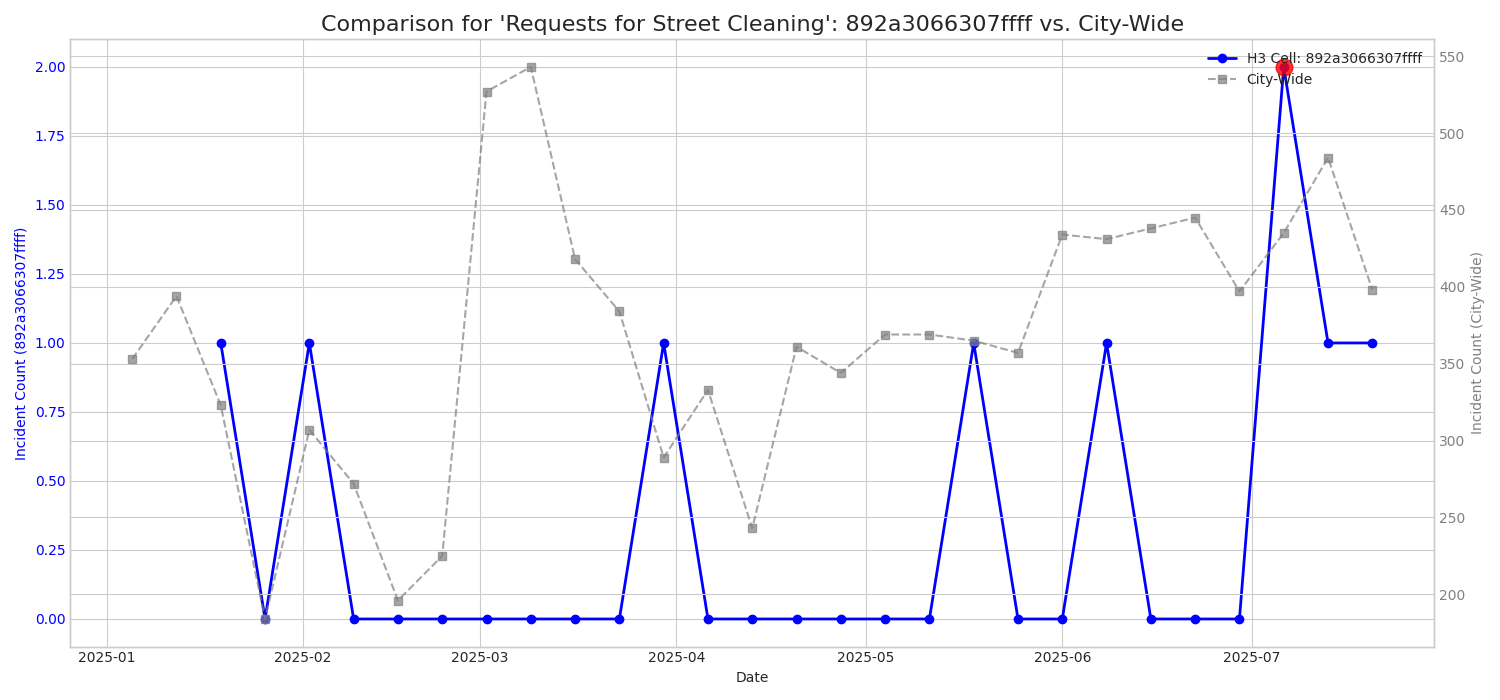 Comparison for 'Requests for Street Cleaning': 892a3066307ffff vs. City-Wide
H3 Cell: 892a3066307ffff
City-Wide
2.00
1.75
1.50
1.25
1.00
0.75
0.50
0.25
0.00
Incident Count (892a3066307ffff)
550
500
450
400
350
300
250
200
Incident Count (City-Wide)
2025-01 2025-02 2025-03 2025-04 2025-05 2025-06 2025-07
Date